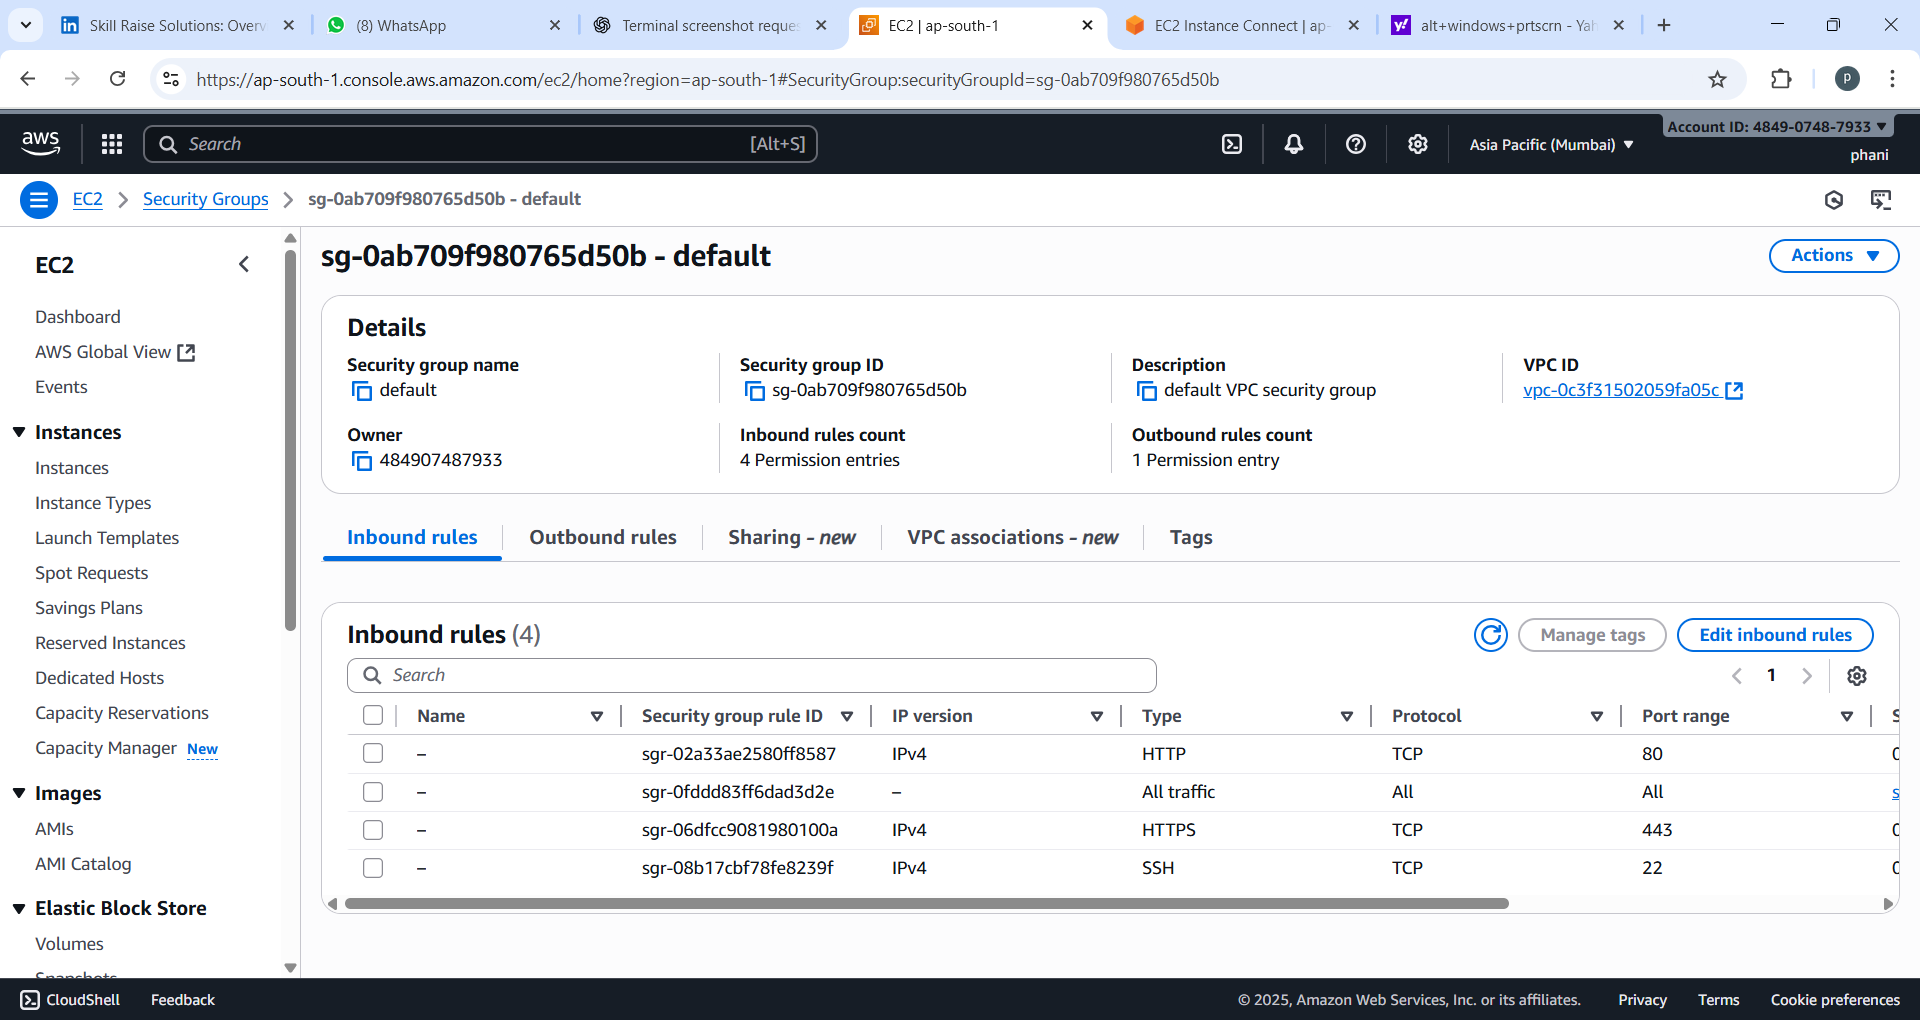 Skill Raise Solutions: Overv
(8) WhatsApp
Terminal screenshot reques
EC2 | ap-south-1
EC2 Instance Connect | ap-
alt+windows+prtscrn - Yah
https://ap-south-1.console.aws.amazon.com/ec2/home?region=ap-south-1#SecurityGroup:securityGroupId=sg-0ab709f980765d50b
P
aws
Search
[Alt+S]
Asia Pacific (Mumbai)
Account ID: 4849-0748-7933
phani
EC2
Security Groups
sg-0ab709f980765d50b - default
EC2
Dashboard
AWS Global View
Events
Instances
Instances
Instance Types
Launch Templates
Spot Requests
Savings Plans
Reserved Instances
Dedicated Hosts
Capacity Reservations
Capacity Manager New
Images
AMIs
AMI Catalog
Elastic Block Store
Volumes
Snapshots
sg-0ab709f980765d50b - default
Actions
Details
Security group name
default
Security group ID
sg-0ab709f980765d50b
Description
default VPC security group
VPC ID
vpc-0c3f31502059fa05c
Owner
484907487933
Inbound rules count
4 Permission entries
Outbound rules count
1 Permission entry
Inbound rules
Outbound rules
Sharing - new
VPC associations - new
Tags
Inbound rules (4)
Manage tags
Edit inbound rules
Search
1
Name Security group rule ID IP version Type Protocol Port range S
– sgr-02a33ae2580ff8587 IPv4 HTTP TCP 80 0
– sgr-0fddd83ff6dad3d2e – All traffic All All s
– sgr-06dfcc9081980100a IPv4 HTTPS TCP 443 0
– sgr-08b17cbf78fe8239f IPv4 SSH TCP 22 0
CloudShell
Feedback
© 2025, Amazon Web Services, Inc. or its affiliates.
Privacy
Terms
Cookie preferences